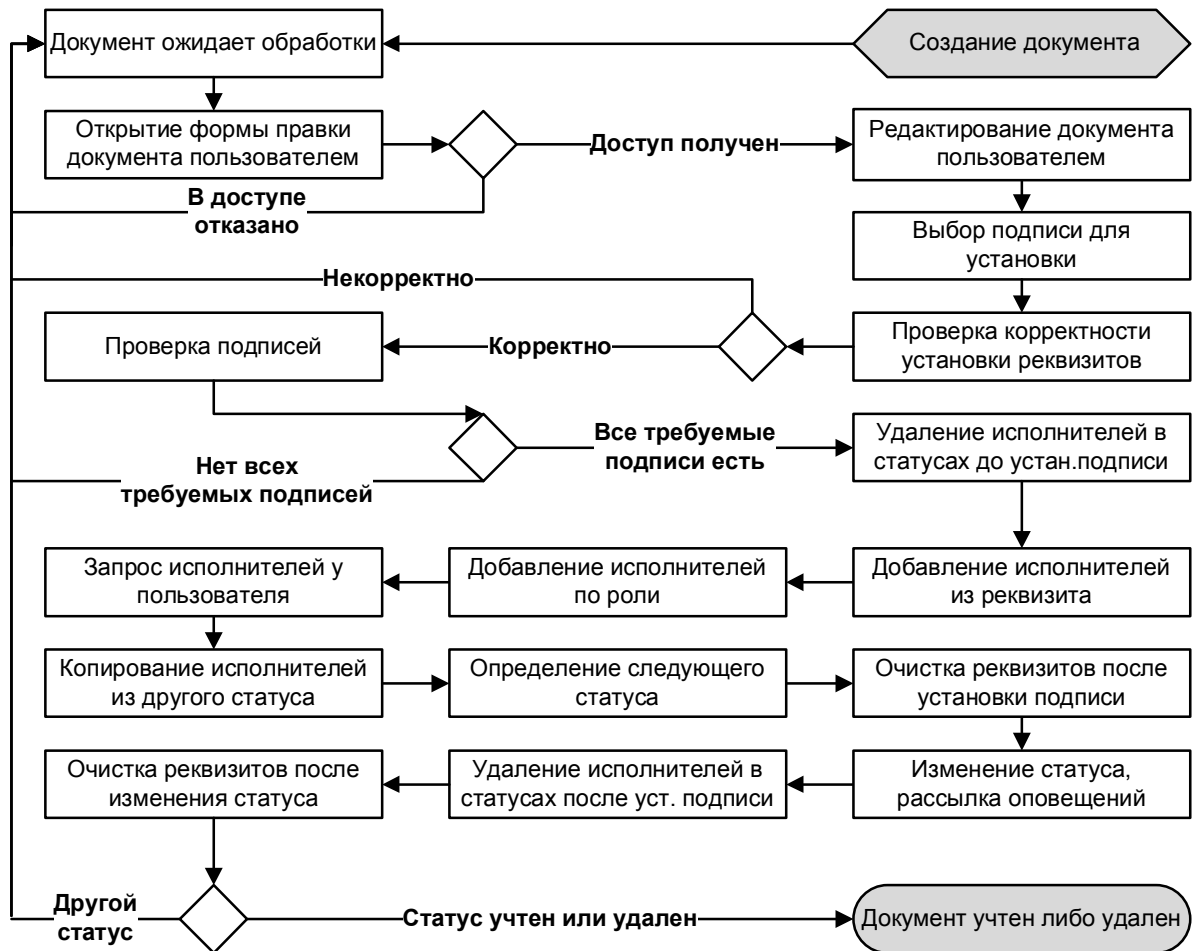 Документ ожидает обработки
Создание документа
Открытие формы правки
документа пользователем
Доступ получен
Редактирование документа
пользователем
В доступе
отказано
Выбор подписи для
установки
Некорректно
Проверка подписей
Корректно
Проверка корректности
установки реквизитов
Все требуемые
подписи есть
Удаление исполнителей в
статусах до устан.подписи
Нет всех
требуемых подписей
Запрос исполнителей у
пользователя
Добавление исполнителей
по роли
Добавление исполнителей
из реквизита
Копирование исполнителей
из другого статуса
Определение следующего
статуса
Очистка реквизитов после
установки подписи
Очистка реквизитов после
изменения статуса
Удаление исполнителей в
статусах после уст. подписи
Изменение статуса,
рассылка оповещений
Другой
статус
Статус учтен или удален
Документ учтен либо удален